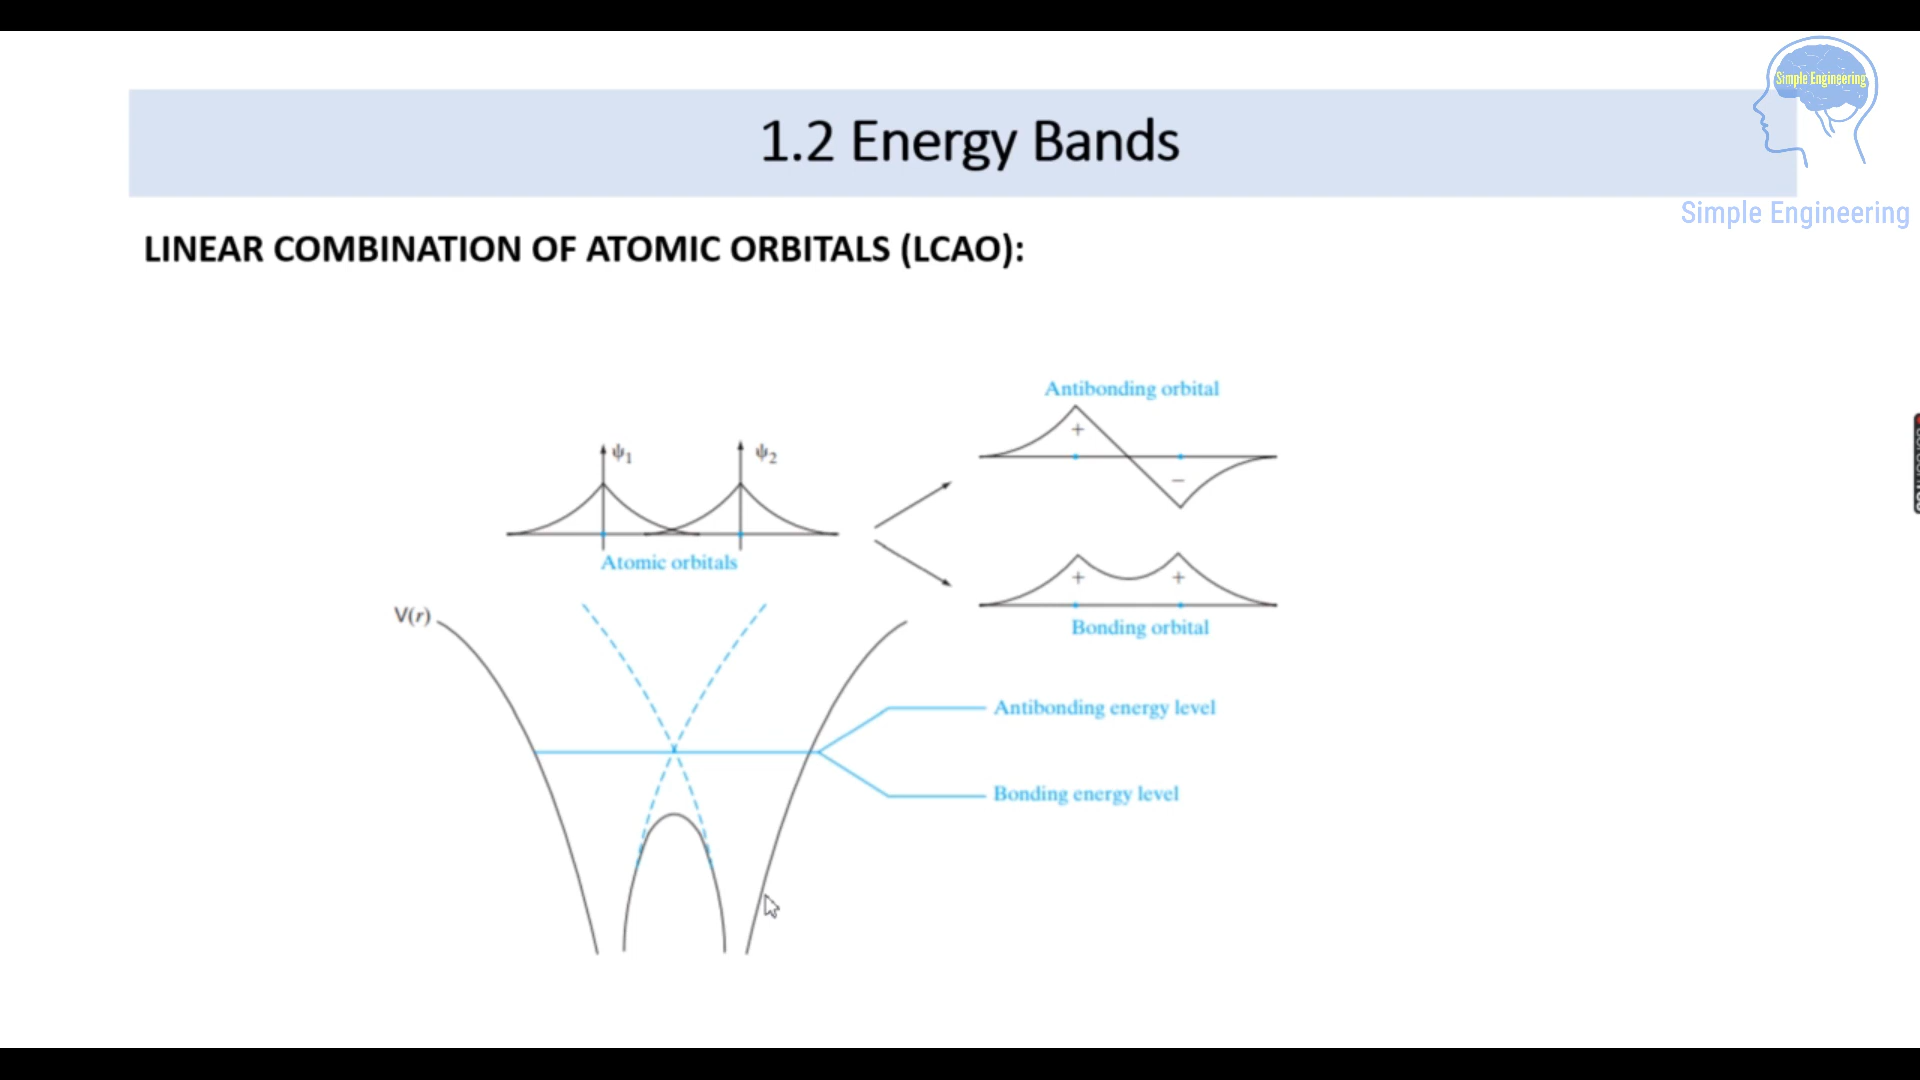 Simple Engineering
1.2 Energy Bands
Simple Engineering
LINEAR COMBINATION OF ATOMIC ORBITALS (LCAO):
Antibonding orbital
+
−
ψ1
ψ2
Atomic orbitals
+ +
Bonding orbital
V(r)
Antibonding energy level
Bonding energy level